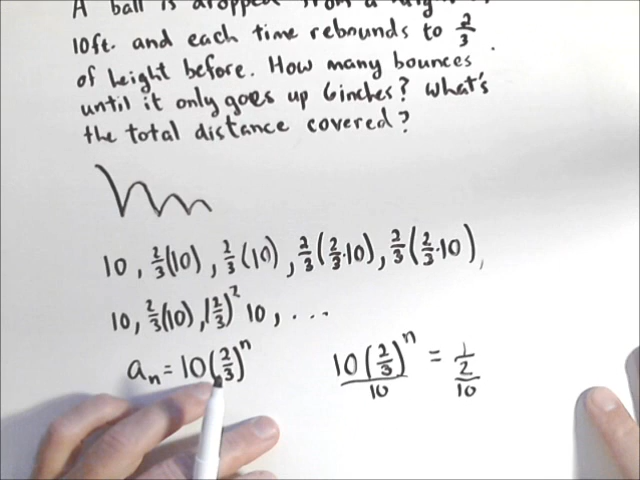 A ball is dropped from a height of
10ft. and each time rebounds to 2/3
of height before. How many bounces
until it only goes up 6inches? What's
the total distance covered?
10, 2/3(10), 2/3(10), 2/3(2/3·10), 2/3(2/3·10),
10, 2/3(10), (2/3)² 10, ...
aₙ = 10(2/3)ⁿ
10(2/3)ⁿ/10 = 1/2/10